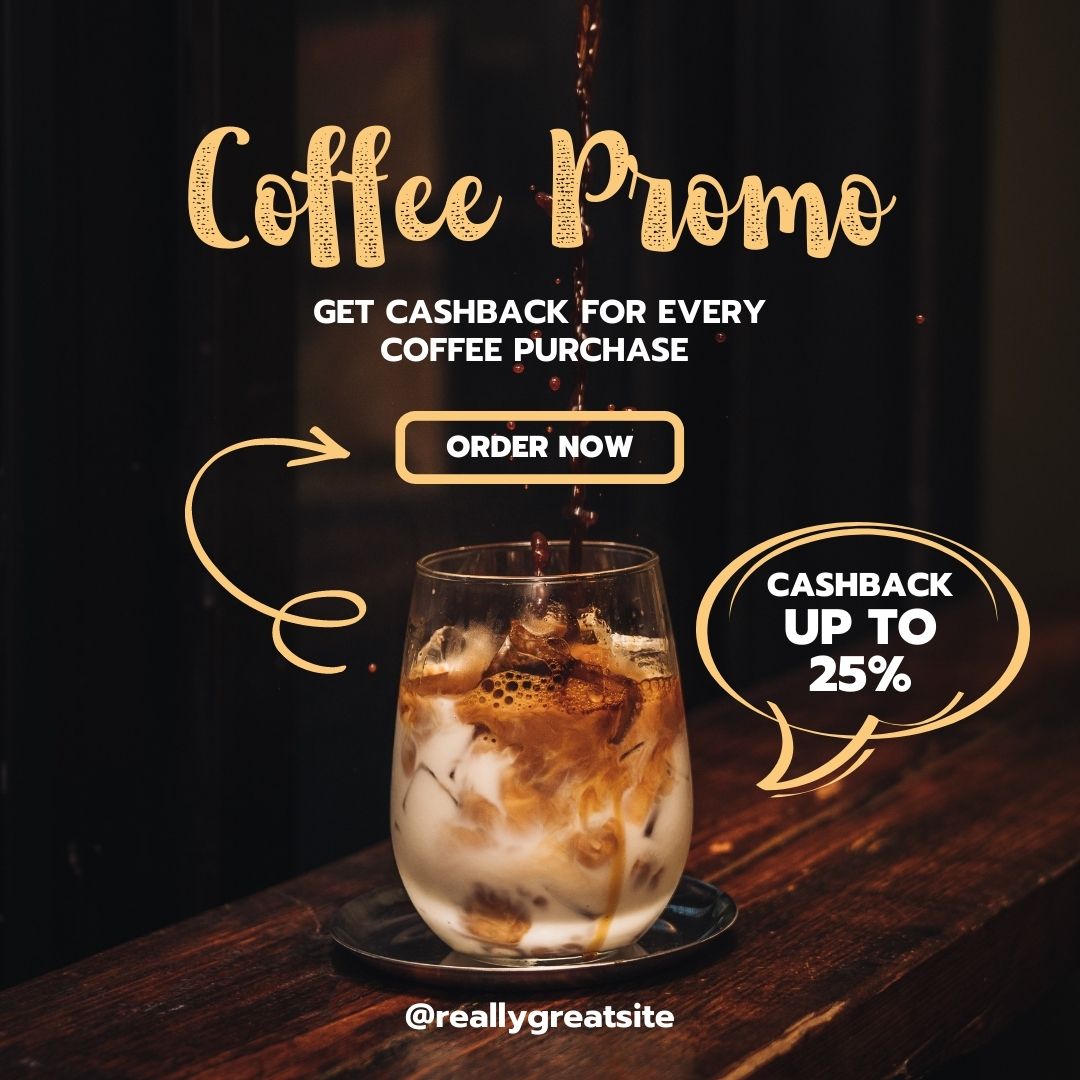 Coffee Promo
GET CASHBACK FOR EVERY
COFFEE PURCHASE
ORDER NOW
CASHBACK
UP TO
25%
@reallygreatsite